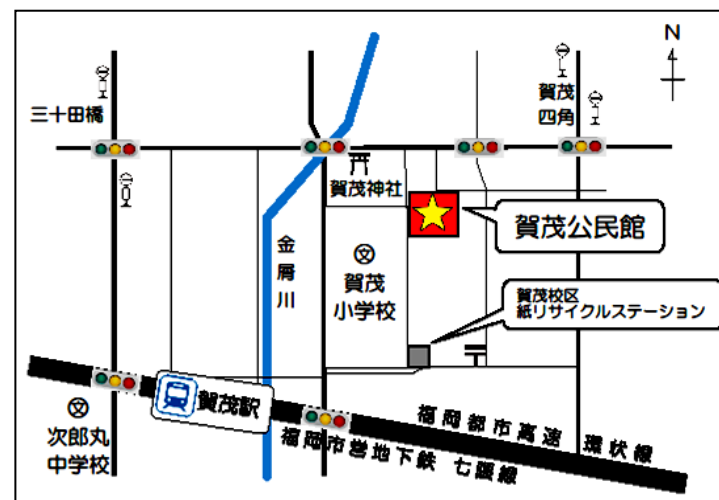 N
三十田橋
賀茂
四角
賀茂神社
賀茂公民館
金
屑
川
賀茂
小学校
賀茂校区
紙リサイクルステーション
賀茂駅
次郎丸
中学校
福岡都市高速 環状線
福岡市営地下鉄 七隈線